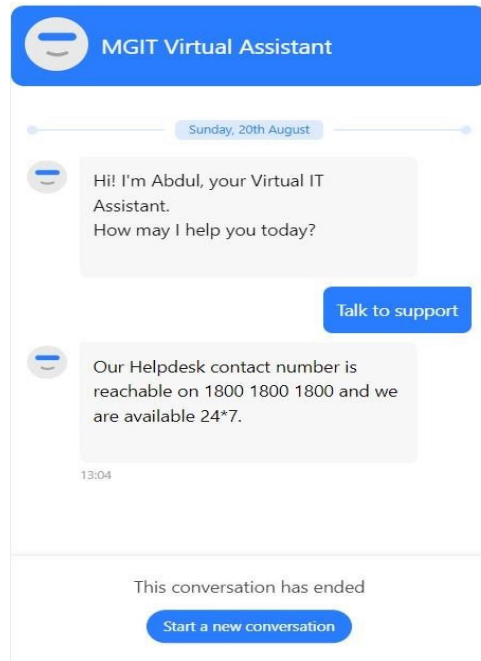 MGIT Virtual Assistant
Sunday, 20th August
Hi! I'm Abdul, your Virtual IT
Assistant.
How may I help you today?
Talk to support
Our Helpdesk contact number is
reachable on 1800 1800 1800 and we
are available 24*7.
13:04
This conversation has ended
Start a new conversation